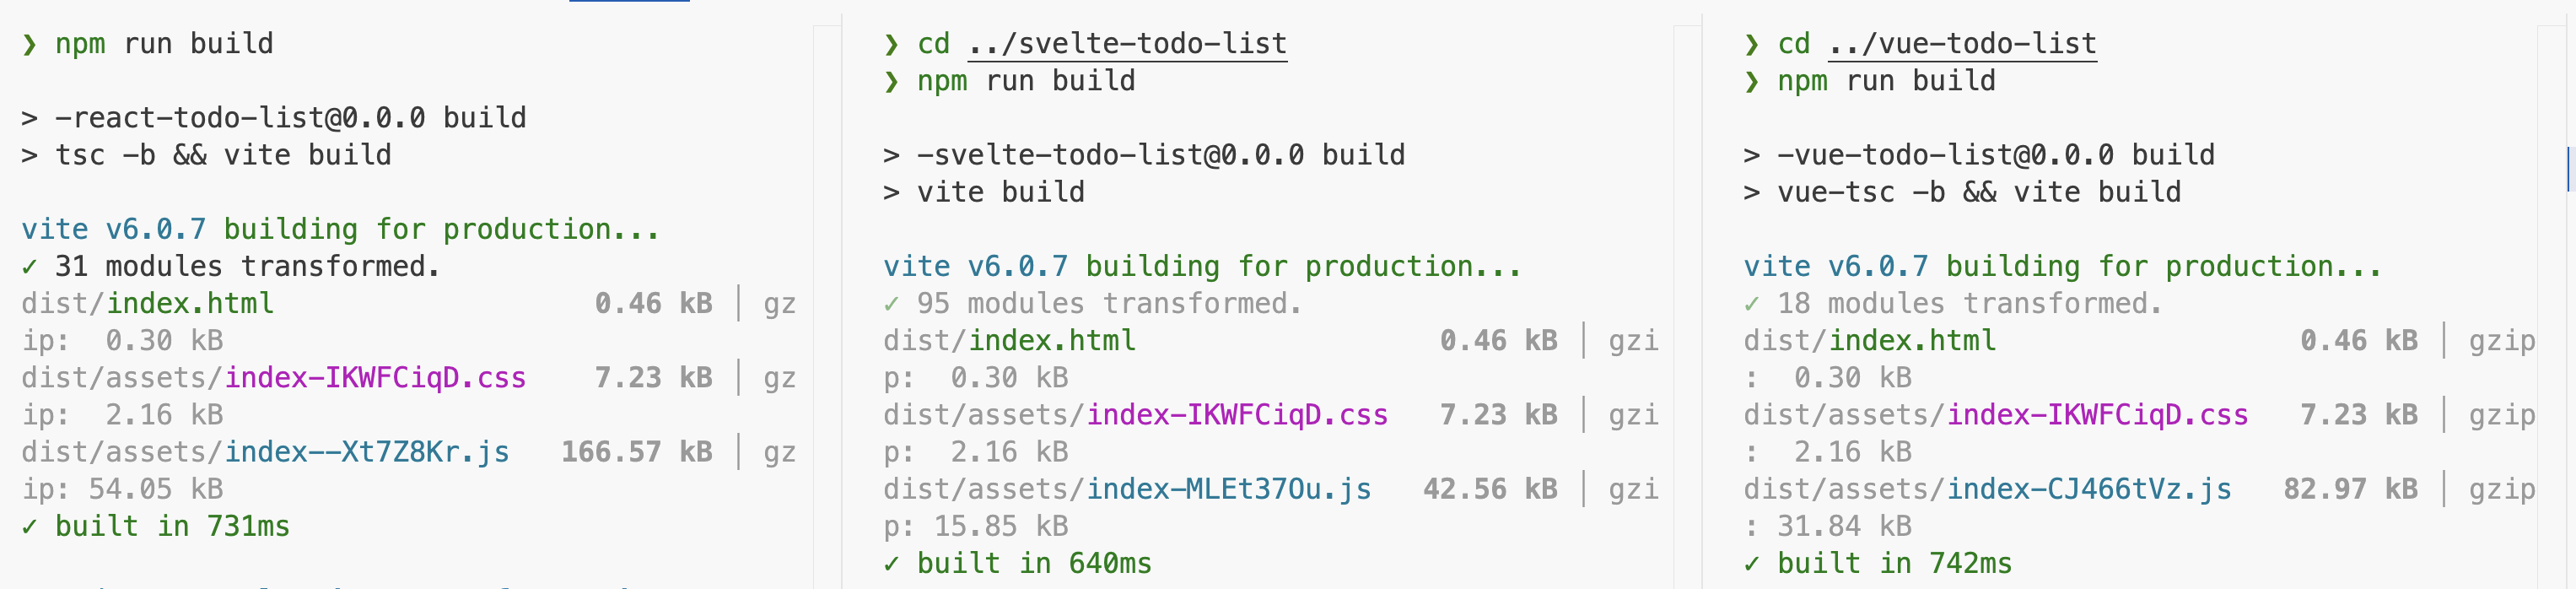 ❯ npm run build
> -react-todo-list@0.0.0 build
> tsc -b && vite build
vite v6.0.7 building for production...
✓ 31 modules transformed.
dist/index.html                   0.46 kB │ gz
ip:  0.30 kB
dist/assets/index-IKWFCiqD.css    7.23 kB │ gz
ip:  2.16 kB
dist/assets/index--Xt7Z8Kr.js   166.57 kB │ gz
ip: 54.05 kB
✓ built in 731ms
❯ cd ../svelte-todo-list
❯ npm run build
> -svelte-todo-list@0.0.0 build
> vite build
vite v6.0.7 building for production...
✓ 95 modules transformed.
dist/index.html                  0.46 kB │ gzi
p:  0.30 kB
dist/assets/index-IKWFCiqD.css   7.23 kB │ gzi
p:  2.16 kB
dist/assets/index-MLEt37Ou.js   42.56 kB │ gzi
p: 15.85 kB
✓ built in 640ms
❯ cd ../vue-todo-list
❯ npm run build
> -vue-todo-list@0.0.0 build
> vue-tsc -b && vite build
vite v6.0.7 building for production...
✓ 18 modules transformed.
dist/index.html                  0.46 kB │ gzip
:  0.30 kB
dist/assets/index-IKWFCiqD.css   7.23 kB │ gzip
:  2.16 kB
dist/assets/index-CJ466tVz.js   82.97 kB │ gzip
: 31.84 kB
✓ built in 742ms